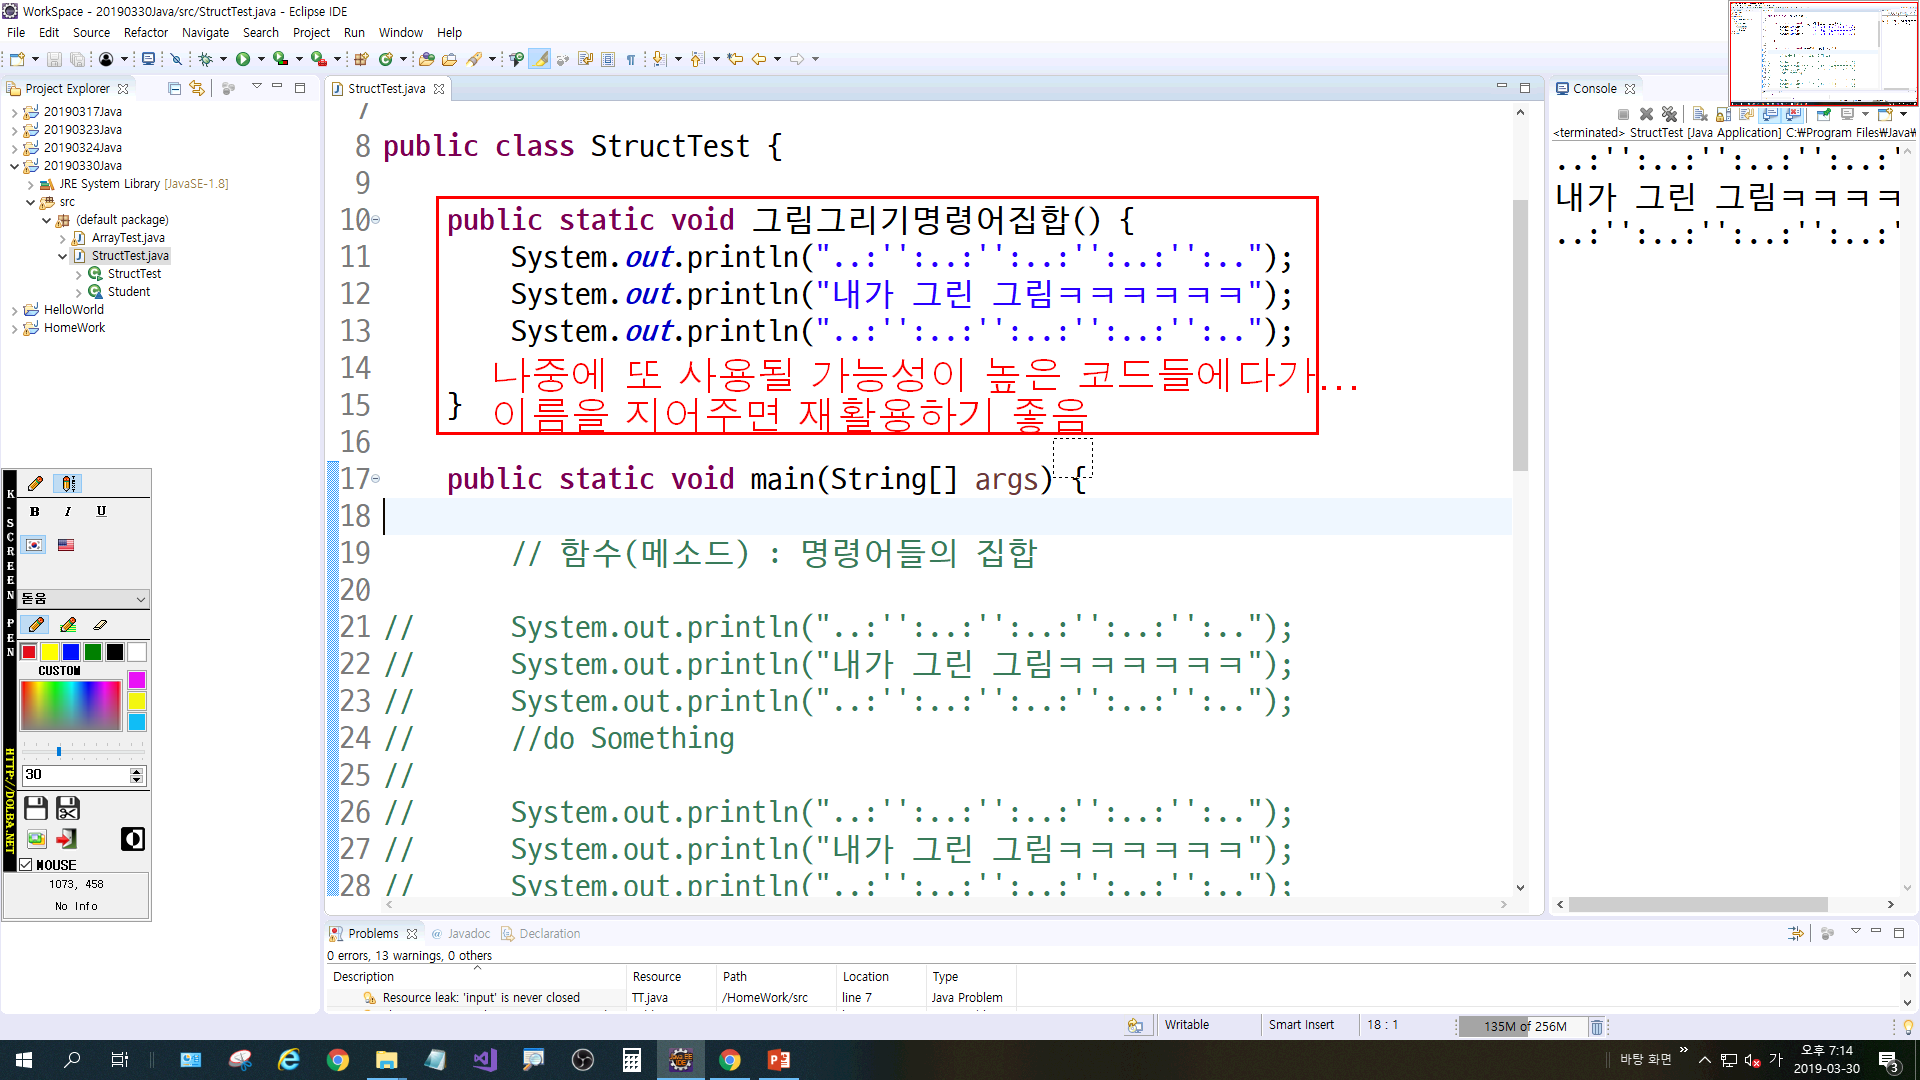 WorkSpace - 20190330Java/src/StructTest.java - Eclipse IDE
File Edit Source Refactor Navigate Search Project Run Window Help
Project Explorer
20190317Java
20190323Java
20190324Java
20190330Java
JRE System Library [JavaSE-1.8]
src
(default package)
ArrayTest.java
StructTest.java
StructTest
Student
HelloWorld
HomeWork
StructTest.java
7
8 public class StructTest {
9
10 public static void 그림그리기명령어집합() {
11 System.out.println("..:'':..:'':..:'':..:'':..");
12 System.out.println("내가 그린 그림ㅋㅋㅋㅋㅋㅋ");
13 System.out.println("..:'':..:'':..:'':..:'':..");
14
나중에 또 사용될 가능성이 높은 코드들에다가...
15 }
이름을 지어주면 재활용하기 좋음
16
17 public static void main(String[] args) {
18
19 // 함수(메소드) : 명령어들의 집합
20
21 // System.out.println("..:'':..:'':..:'':..:'':..");
22 // System.out.println("내가 그린 그림ㅋㅋㅋㅋㅋㅋ");
23 // System.out.println("..:'':..:'':..:'':..:'':..");
24 // //do Something
25 //
26 // System.out.println("..:'':..:'':..:'':..:'':..");
27 // System.out.println("내가 그린 그림ㅋㅋㅋㅋㅋㅋ");
28 // System.out.println("..:'':..:'':..:'':..:'':..");
Console
<terminated> StructTest [Java Application] C:₩Program Files₩Java₩
..:'':..:'':..:'':..:'
내가 그린 그림ㅋㅋㅋㅋ
..:'':..:'':..:'':..:'
K-SCREEN PEN
HTTP://DOLBA.NET
B I U
돋움
CUSTOM
30
MOUSE
1073, 458
No Info
Problems Javadoc Declaration
0 errors, 13 warnings, 0 others
Description Resource Path Location Type
Resource leak: 'input' is never closed TT.java /HomeWork/src line 7 Java Problem
Writable Smart Insert 18 : 1 135M of 256M
바탕 화면 가 오후 7:14
2019-03-30
3